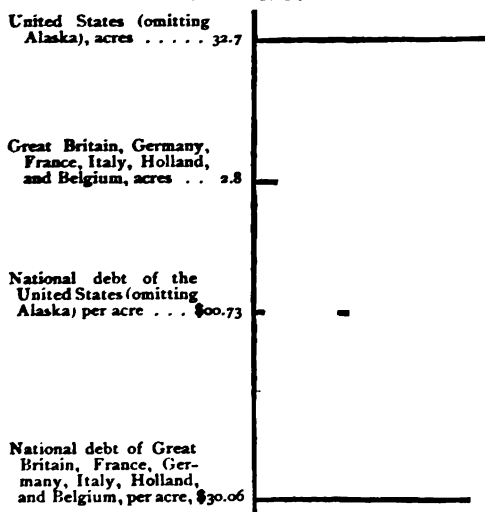 United States (omitting
Alaska), acres ..... 32.7
Great Britain, Germany,
France, Italy, Holland,
and Belgium, acres .. 2.8
National debt of the
United States (omitting
Alaska) per acre ... $00.73
National debt of Great
Britain, France, Ger-
many, Italy, Holland,
and Belgium, per acre, $30.06